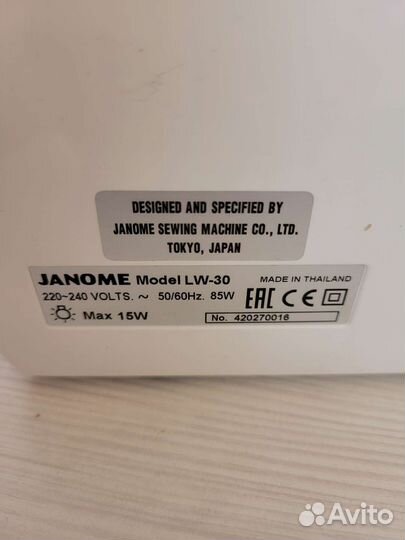 DESIGNED AND SPECIFIED BY
JANOME SEWING MACHINE CO., LTD.
TOKYO, JAPAN
JANOME Model LW-30 MADE IN THAILAND
220~240 VOLTS. ~ 50/60Hz. 85W EAC CE
Max 15W No. 420270016
Avito